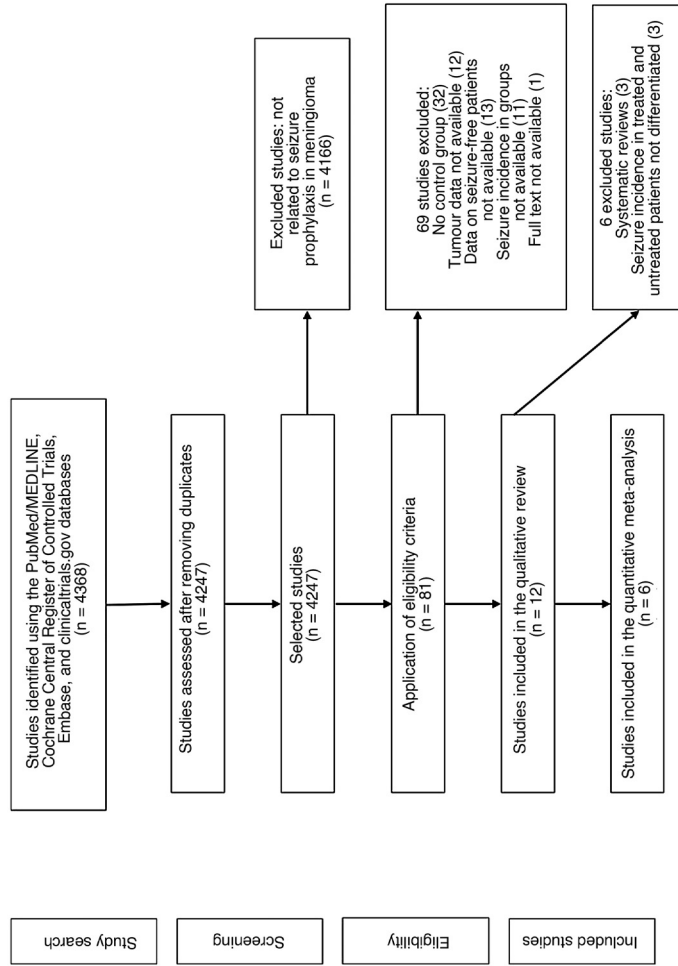 Study search
Screening
Eligibility
Included studies
Studies identified using the PubMed/MEDLINE,
Cochrane Central Register of Controlled Trials,
Embase, and clinicaltrials.gov databases
(n = 4368)
Studies assessed after removing duplicates
(n = 4247)
Selected studies
(n = 4247)
Excluded studies: not
related to seizure
prophylaxis in meningioma
(n = 4166)
Application of eligibility criteria
(n = 81)
69 studies excluded:
No control group (32)
Tumour data not available (12)
Data on seizure-free patients
not available (13)
Seizure incidence in groups
not available (11)
Full text not available (1)
Studies included in the qualitative review
(n = 12)
6 excluded studies:
Systematic reviews (3)
Seizure incidence in treated and
untreated patients not differentiated (3)
Studies included in the quantitative meta-analysis
(n = 6)